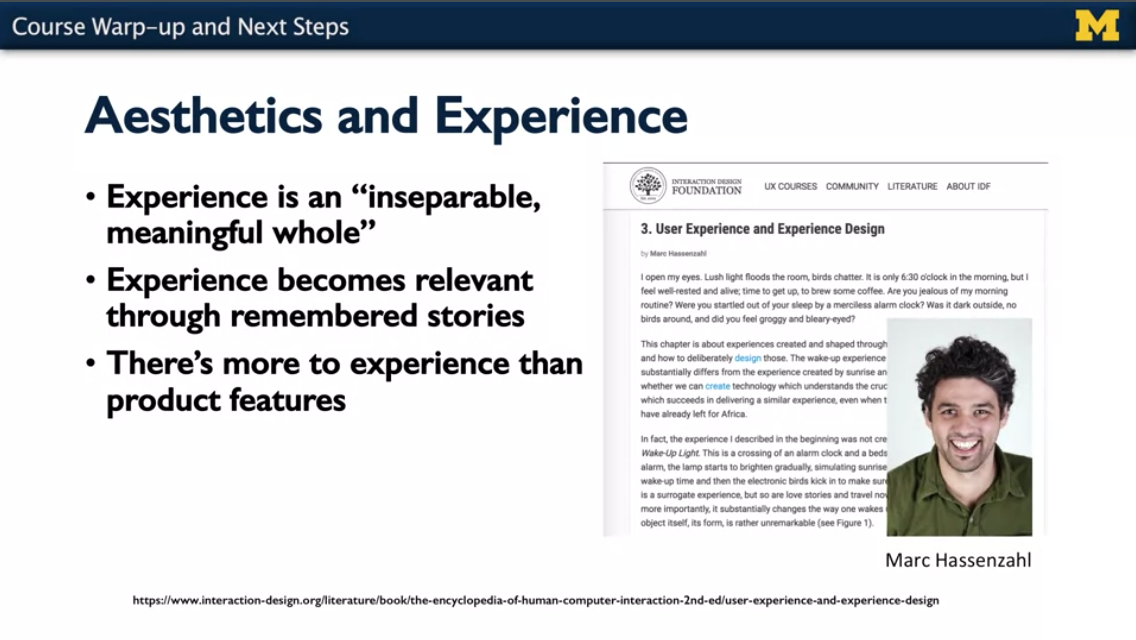 Course Warp-up and Next Steps
M
Aesthetics and Experience
• Experience is an “inseparable,
meaningful whole”
• Experience becomes relevant
through remembered stories
• There’s more to experience than
product features
INTERACTION DESIGN
FOUNDATION
UX COURSES COMMUNITY LITERATURE ABOUT IDF
3. User Experience and Experience Design
by Marc Hassenzahl
I open my eyes. Lush light floods the room, birds chatter. It is only 6:30 o'clock in the morning, but I
feel well-rested and alive; time to get up, to brew some coffee. Are you jealous of my morning
routine? Were you startled out of your sleep by a merciless alarm clock? Was it dark outside, no
birds around, and did you feel groggy and bleary-eyed?
This chapter is about experiences created and shaped through
and how to deliberately design those. The wake-up experience
substantially differs from the experience created by sunrise an
whether we can create technology which understands the cruc
which succeeds in delivering a similar experience, even when t
have already left for Africa.
In fact, the experience I described in the beginning was not cre
Wake-Up Light. This is a crossing of an alarm clock and a beds
alarm, the lamp starts to brighten gradually, simulating sunrise
wake-up time and then the electronic birds kick in to make sure
is a surrogate experience, but so are love stories and travel nov
more importantly, it substantially changes the way one wakes
object itself, its form, is rather unremarkable (see Figure 1).
Marc Hassenzahl
https://www.interaction-design.org/literature/book/the-encyclopedia-of-human-computer-interaction-2nd-ed/user-experience-and-experience-design